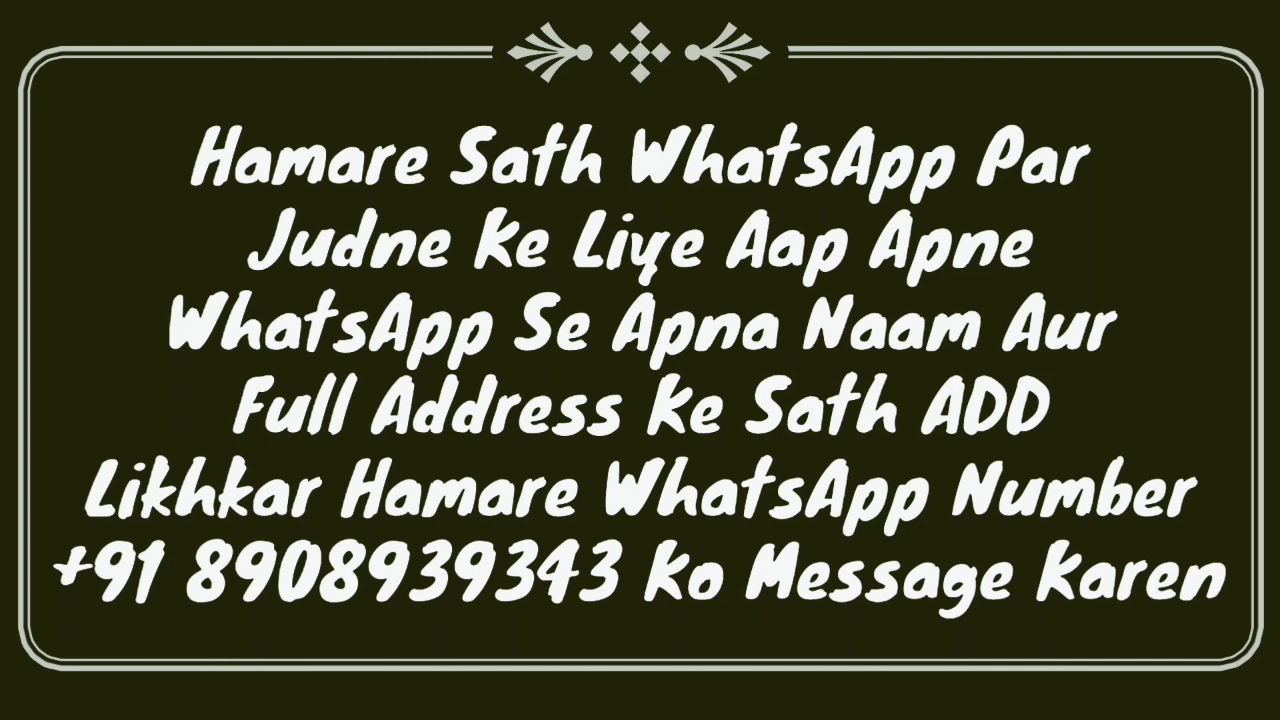 Hamare Sath WhatsApp Par
Judne Ke Liye Aap Apne
WhatsApp Se Apna Naam Aur
Full Address Ke Sath ADD
Likhkar Hamare WhatsApp Number
+91 8908939343 Ko Message Karen